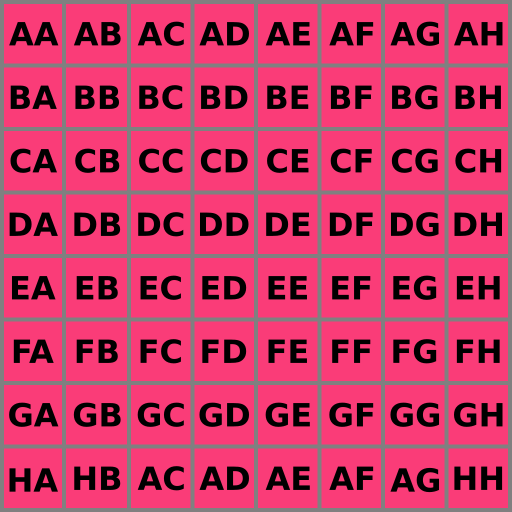 AA AB AC AD AE AF AG AH
BA BB BC BD BE BF BG BH
CA CB CC CD CE CF CG CH
DA DB DC DD DE DF DG DH
EA EB EC ED EE EF EG EH
FA FB FC FD FE FF FG FH
GA GB GC GD GE GF GG GH
HA HB AC AD AE AF AG HH